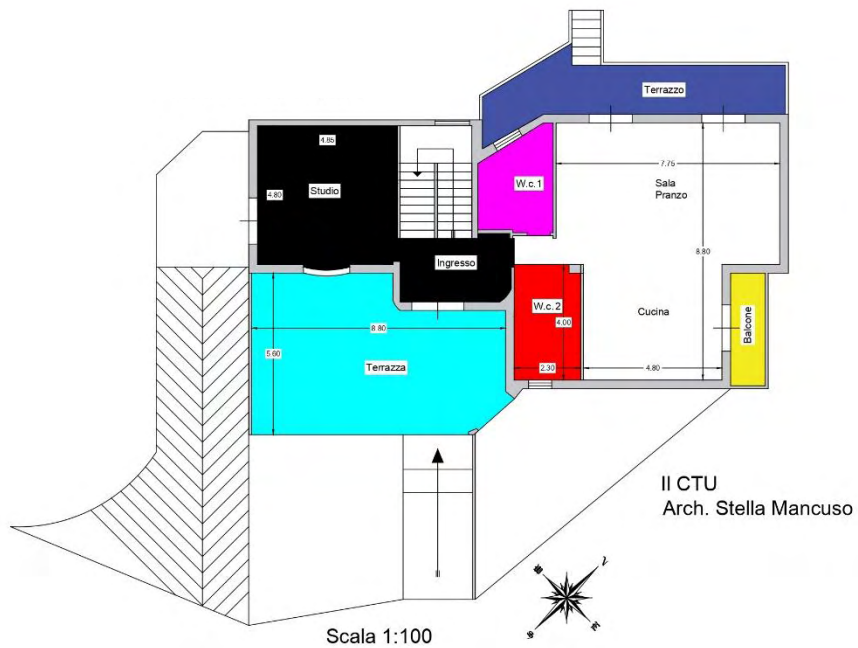 Terrazzo
4.85
7.75
Studio
W.c.1
Sala
Pranzo
4.80
8.80
Ingresso
W.c.2
4.00
Cucina
Balcone
8.80
5.60
Terrazza
2.30
4.80
Il CTU
Arch. Stella Mancuso
Scala 1:100